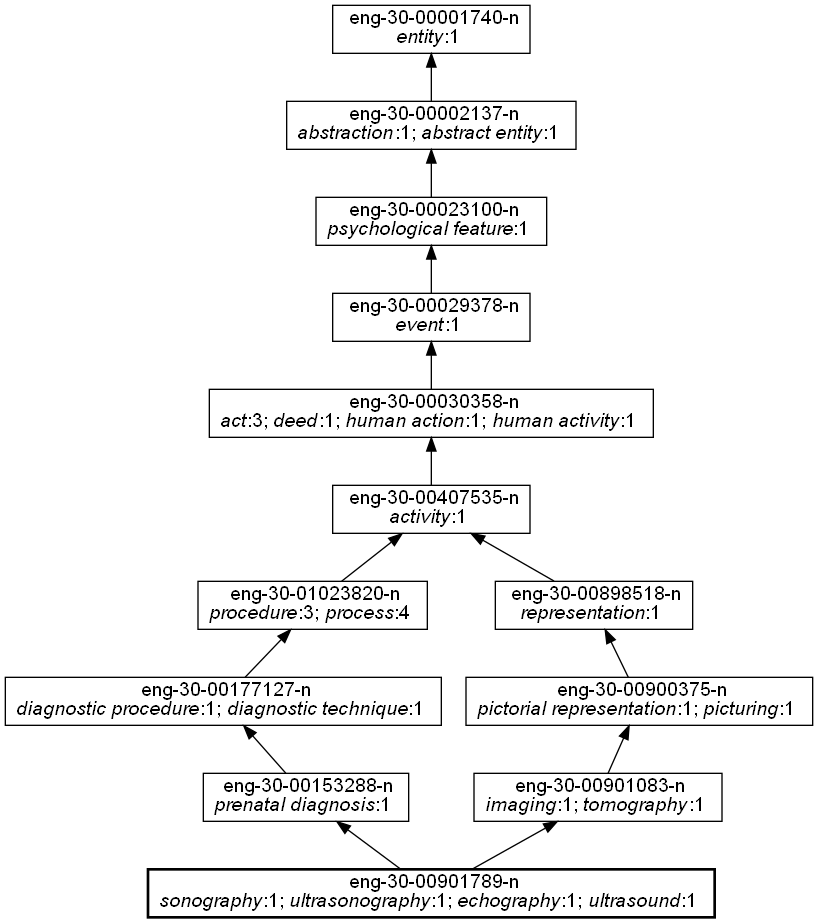 eng-30-00001740-n
entity:1
eng-30-00002137-n
abstraction:1; abstract entity:1
eng-30-00023100-n
psychological feature:1
eng-30-00029378-n
event:1
eng-30-00030358-n
act:3; deed:1; human action:1; human activity:1
eng-30-00407535-n
activity:1
eng-30-01023820-n
procedure:3; process:4
eng-30-00898518-n
representation:1
eng-30-00177127-n
diagnostic procedure:1; diagnostic technique:1
eng-30-00900375-n
pictorial representation:1; picturing:1
eng-30-00153288-n
prenatal diagnosis:1
eng-30-00901083-n
imaging:1; tomography:1
eng-30-00901789-n
sonography:1; ultrasonography:1; echography:1; ultrasound:1